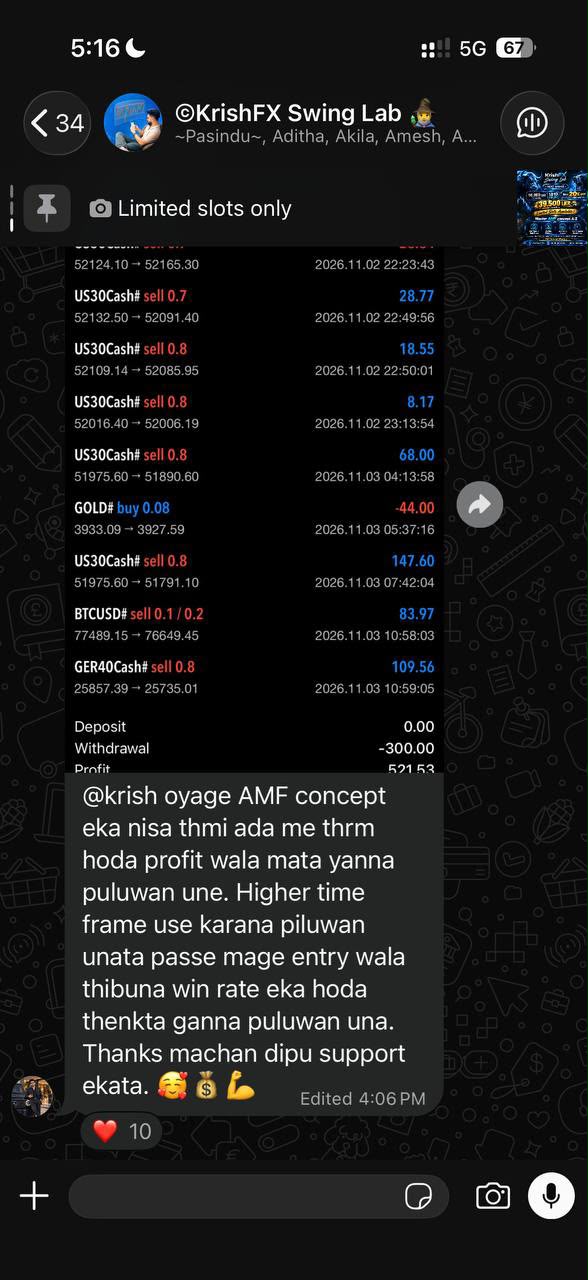 5:16
5G 67
34
©KrishFX Swing Lab
~Pasindu~, Aditha, Akila, Amesh, A...
Limited slots only
52124.10 → 52165.30 2026.11.02 22:23:43
US30Cash# sell 0.7 28.77
52132.50 → 52091.40 2026.11.02 22:49:56
US30Cash# sell 0.8 18.55
52109.14 → 52085.95 2026.11.02 22:50:01
US30Cash# sell 0.8 8.17
52016.40 → 52006.19 2026.11.02 23:13:54
US30Cash# sell 0.8 68.00
51975.60 → 51890.60 2026.11.03 04:13:58
GOLD# buy 0.08 -44.00
3933.09 → 3927.59 2026.11.03 05:37:16
US30Cash# sell 0.8 147.60
51975.60 → 51791.10 2026.11.03 07:42:04
BTCUSD# sell 0.1 / 0.2 83.97
77489.15 → 76649.45 2026.11.03 10:58:03
GER40Cash# sell 0.8 109.56
25857.39 → 25735.01 2026.11.03 10:59:05
Deposit 0.00
Withdrawal -300.00
Profit 521.53
@krish oyage AMF concept
eka nisa thmi ada me thrm
hoda profit wala mata yanna
puluwan une. Higher time
frame use karana piluwan
unata passe mage entry wala
thibuna win rate eka hoda
thenkta ganna puluwan una.
Thanks machan dipu support
ekata. 🥰💰💪
Edited 4:06 PM
❤️ 10